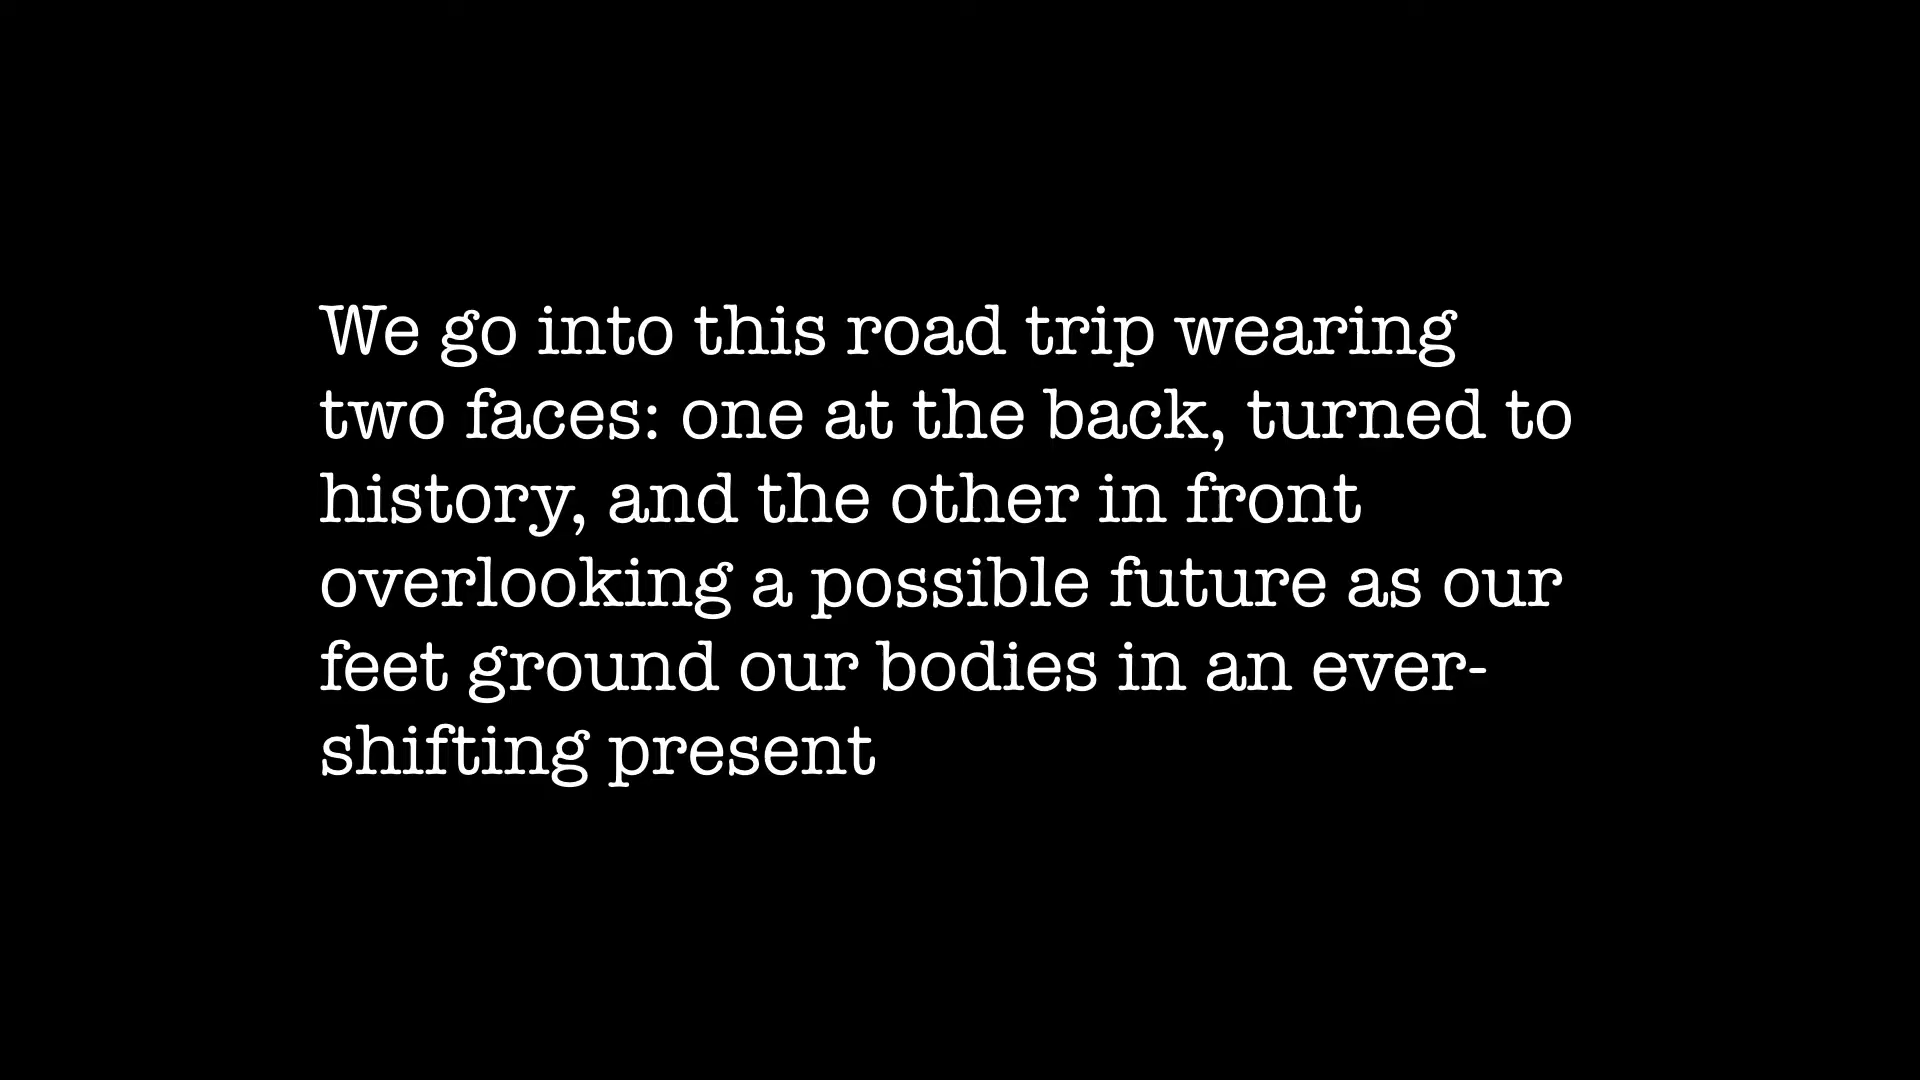 We go into this road trip wearing
two faces: one at the back, turned to
history, and the other in front
overlooking a possible future as our
feet ground our bodies in an ever-
shifting present